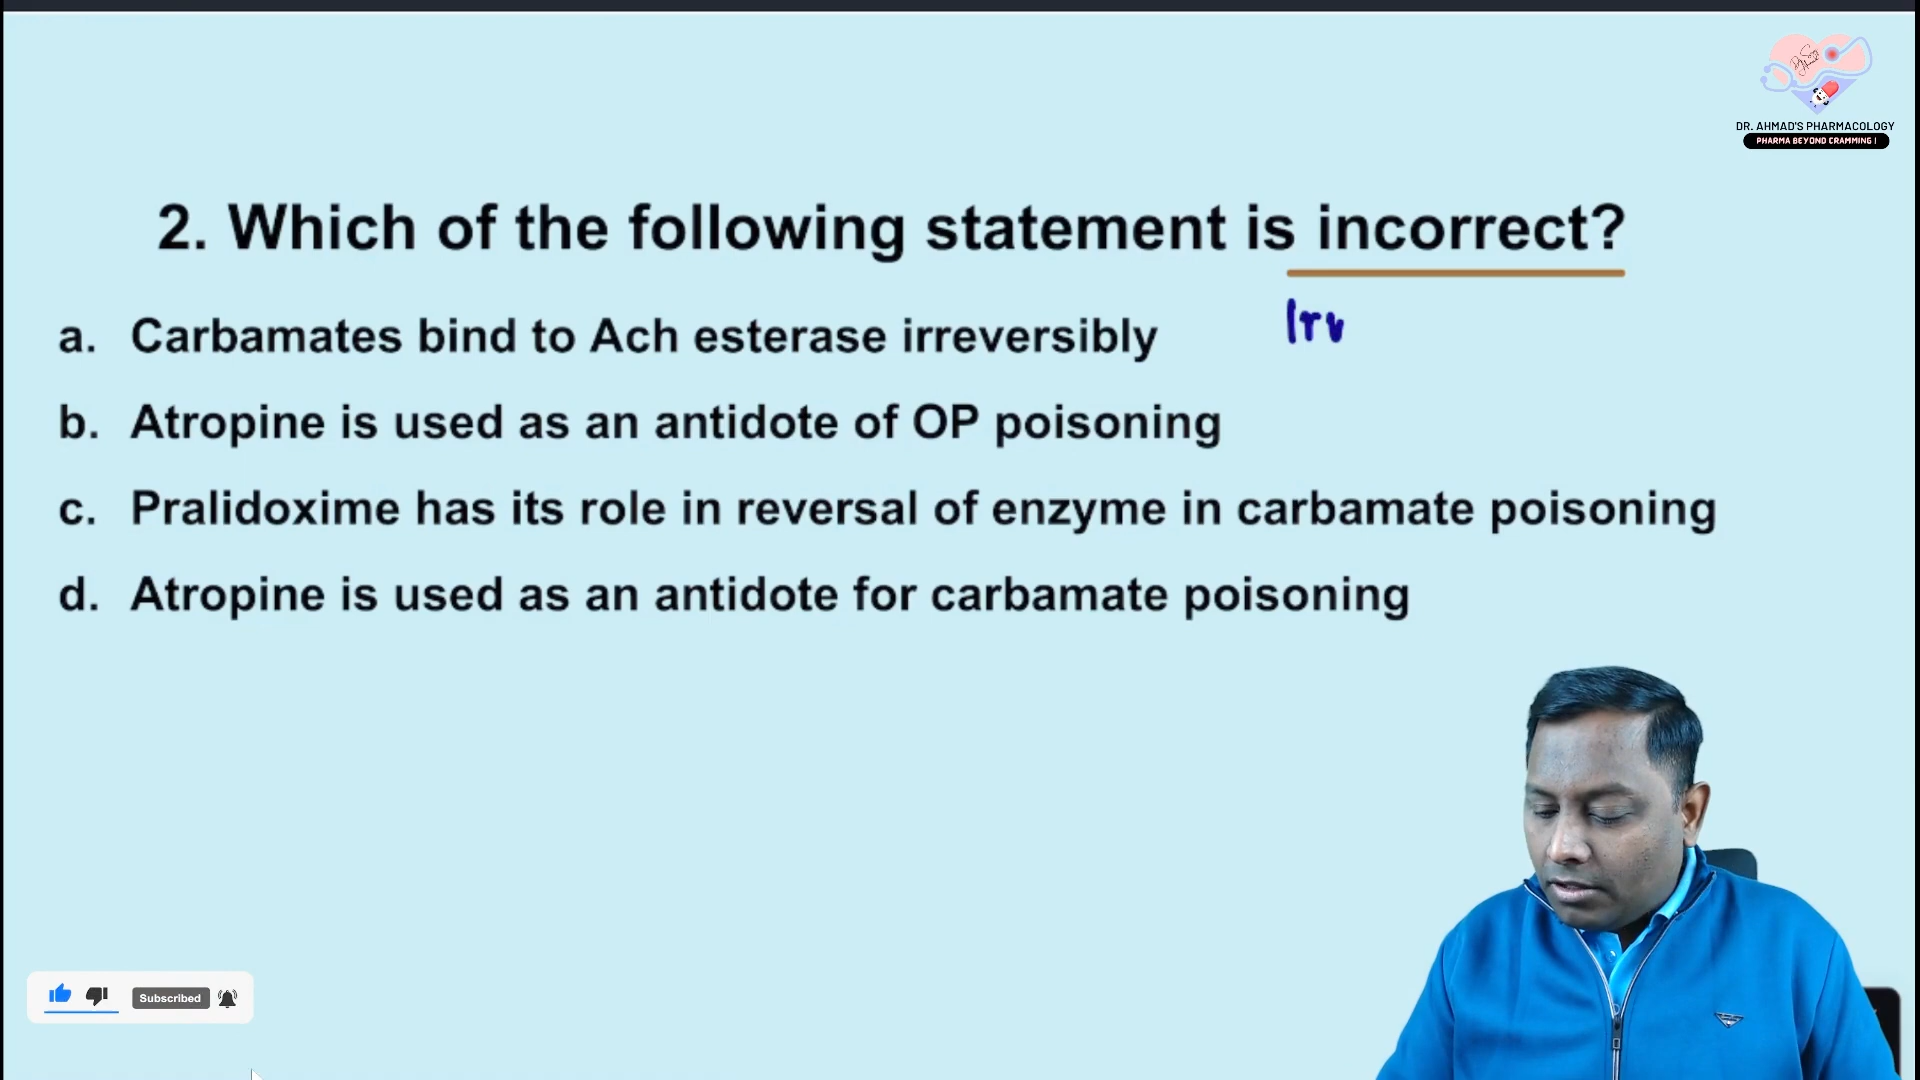 DR. AHMAD'S PHARMACOLOGY
PHARMA BEYOND CRAMMING !
2. Which of the following statement is incorrect?
a. Carbamates bind to Ach esterase irreversibly
Irv
b. Atropine is used as an antidote of OP poisoning
c. Pralidoxime has its role in reversal of enzyme in carbamate poisoning
d. Atropine is used as an antidote for carbamate poisoning
Subscribed